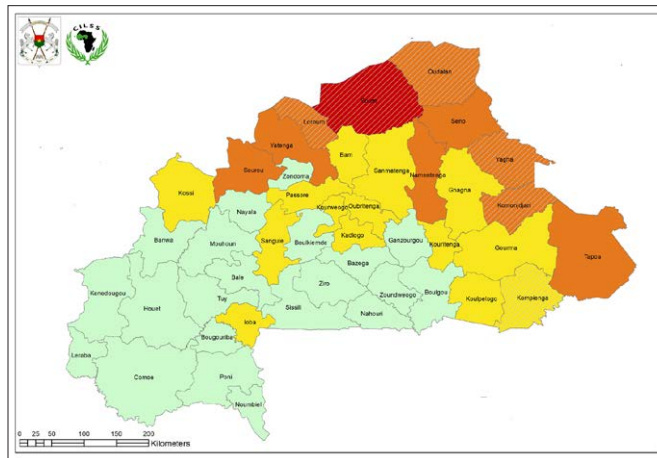 CILSS
Oudalan
Soum
Loroum
Seno
Yatenga
Yagha
Bam
Sourou
Sanmatenga
Namentenga
Zondoma
Gnagna
Komondjari
Kossi
Passore
Kourweogo
Oubritenga
Nayala
Banwa
Mouhoun
Sanguie
Kadiogo
Boulkiemde
Ganzourgou
Kouritenga
Gourma
Tapoa
Bale
Bazega
Kenedougou
Ziro
Houet
Tuy
Zoundweogo
Boulgou
Koulpelogo
Kompienga
Sissili
Nahouri
Ioba
Bougouriba
Leraba
Comoe
Poni
Noumbiel
0 25 50 100 150 200
Kilometers